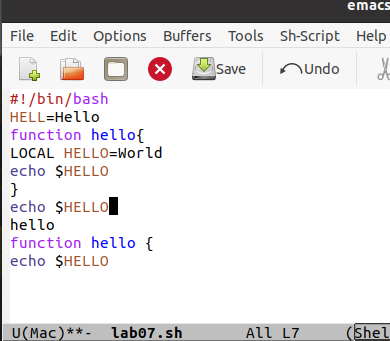 emacs
File Edit Options Buffers Tools Sh-Script Help
Save Undo
#!/bin/bash
HELL=Hello
function hello{
LOCAL HELLO=World
echo $HELLO
}
echo $HELLO
hello
function hello {
echo $HELLO
U(Mac)**- lab07.sh All L7 (Shel